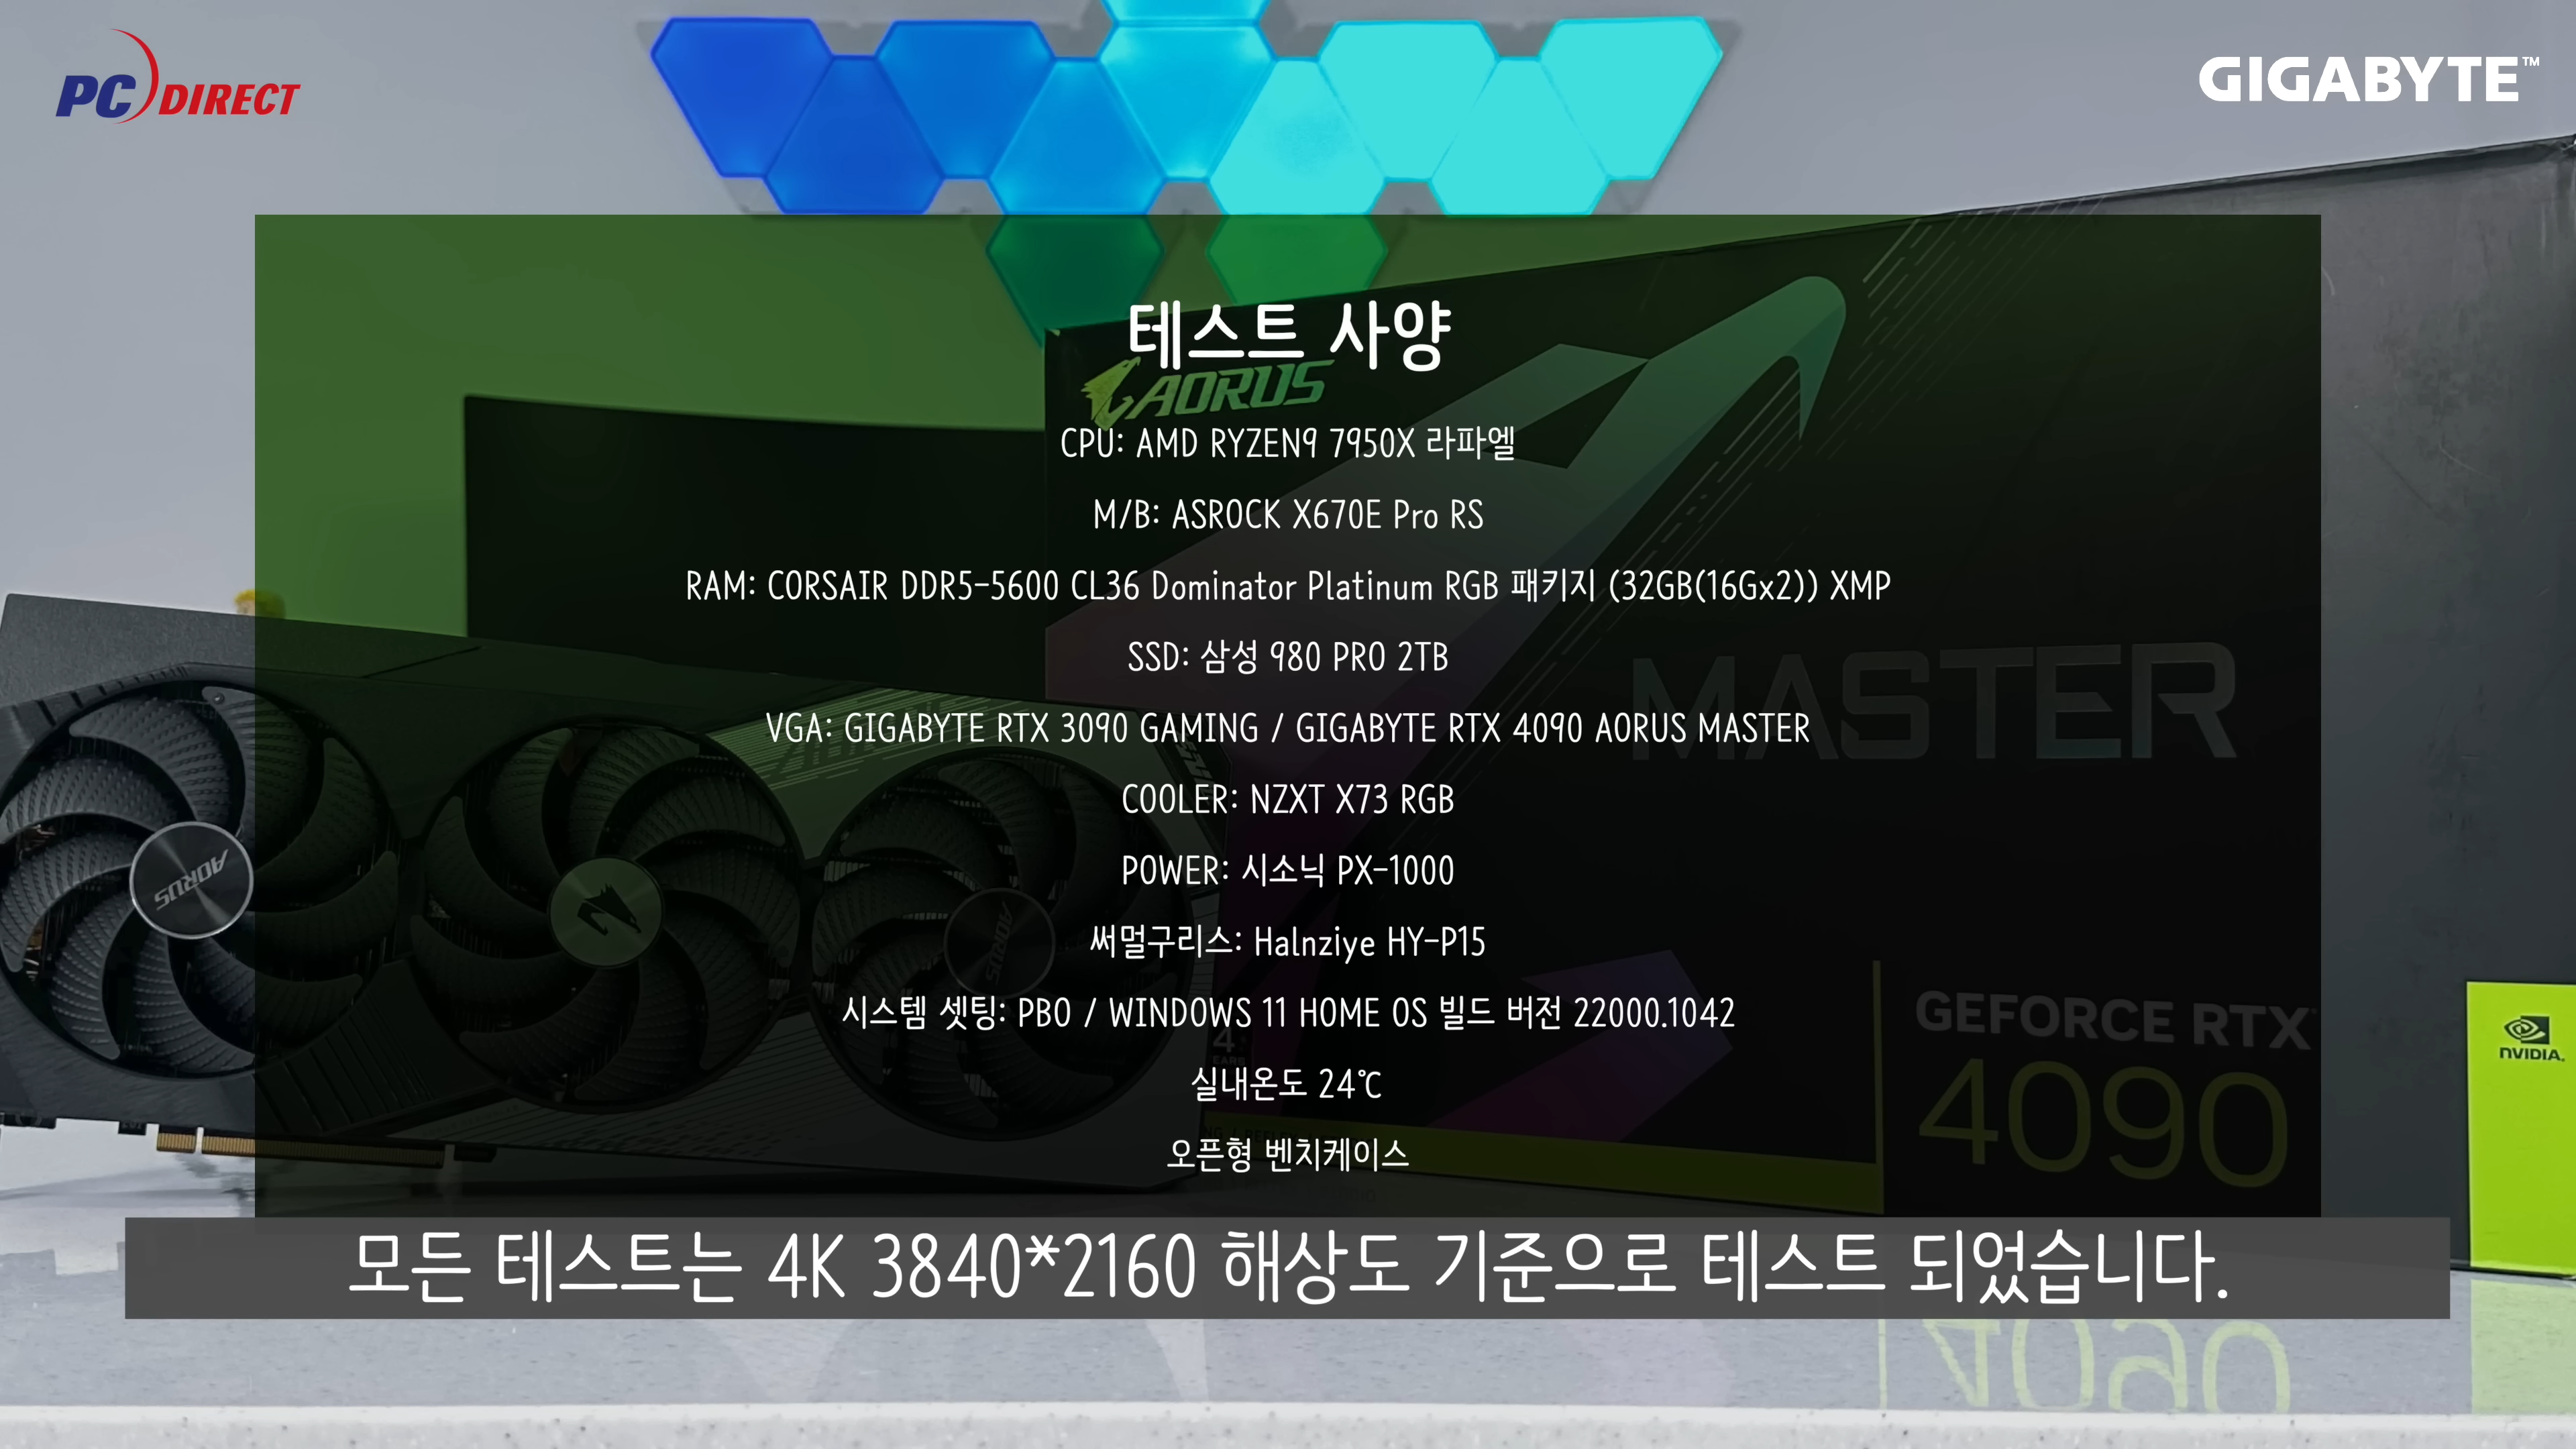 PC DIRECT
GIGABYTE™
테스트 사양
AORUS
CPU: AMD RYZEN9 7950X 라파엘
M/B: ASROCK X670E Pro RS
RAM: CORSAIR DDR5-5600 CL36 Dominator Platinum RGB 패키지 (32GB(16Gx2)) XMP
SSD: 삼성 980 PRO 2TB
MASTER
VGA: GIGABYTE RTX 3090 GAMING / GIGABYTE RTX 4090 AORUS MASTER
COOLER: NZXT X73 RGB
POWER: 시소닉 PX-1000
AORUS
AORUS
써멀구리스: Halnziye HY-P15
시스템 셋팅: PBO / WINDOWS 11 HOME OS 빌드 버전 22000.1042
GEFORCE RTX
4090
NVIDIA.
실내온도 24℃
오픈형 벤치케이스
모든 테스트는 4K 3840*2160 해상도 기준으로 테스트 되었습니다.
4090